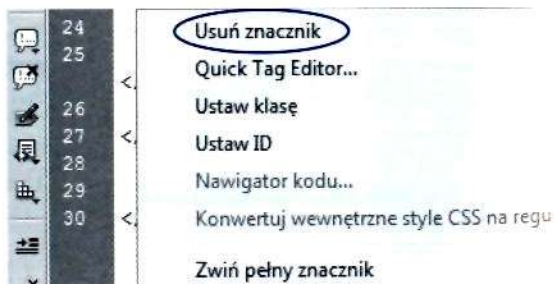 24 Usuń znacznik
25
Quick Tag Editor...
</
26 Ustaw klasę
27 </ Ustaw ID
28
29 Nawigator kodu...
30 </ Konwertuj wewnętrzne style CSS na regu
Zwiń pełny znacznik